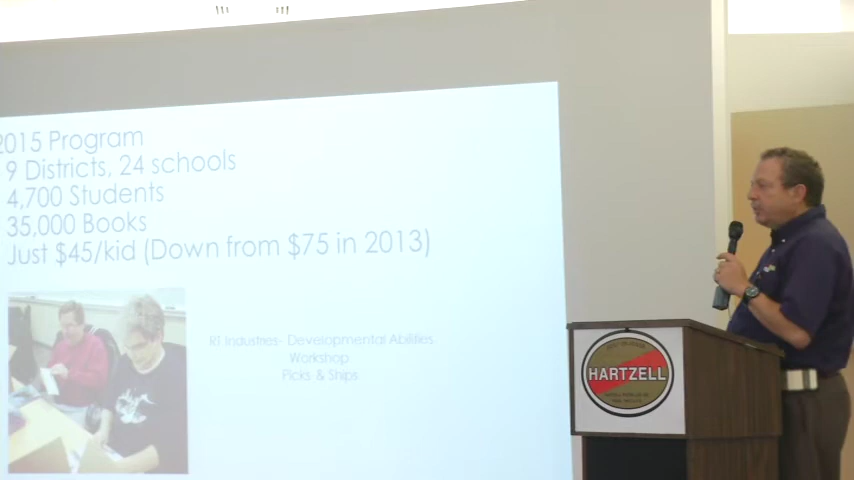 2015 Program
9 Districts, 24 schools
4,700 Students
35,000 Books
Just $45/kid (Down from $75 in 2013)
RT Industries- Developmental Abilities
Workshop
Picks & Ships
HARTZELL